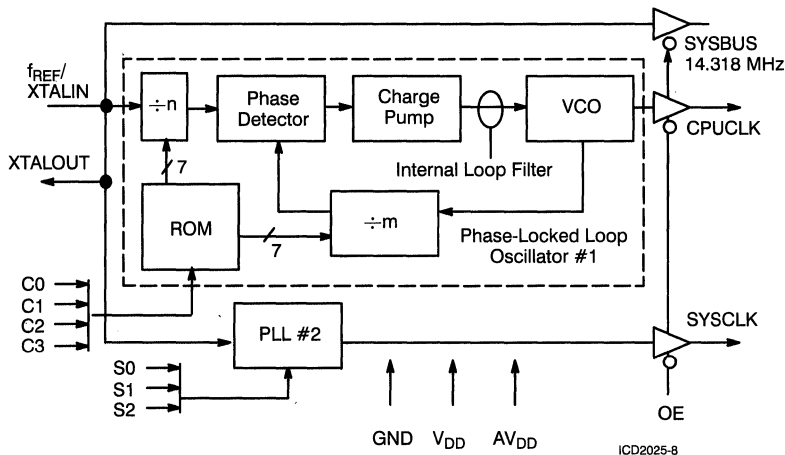 SYSBUS
14.318 MHz
fREF/
XTALIN
÷n
Phase
Detector
Charge
Pump
VCO
CPUCLK
XTALOUT
7
Internal Loop Filter
ROM
7
÷m
Phase-Locked Loop
Oscillator #1
C0
C1
C2
C3
PLL #2
SYSCLK
S0
S1
S2
GND
VDD
AVDD
OE
ICD2025-8